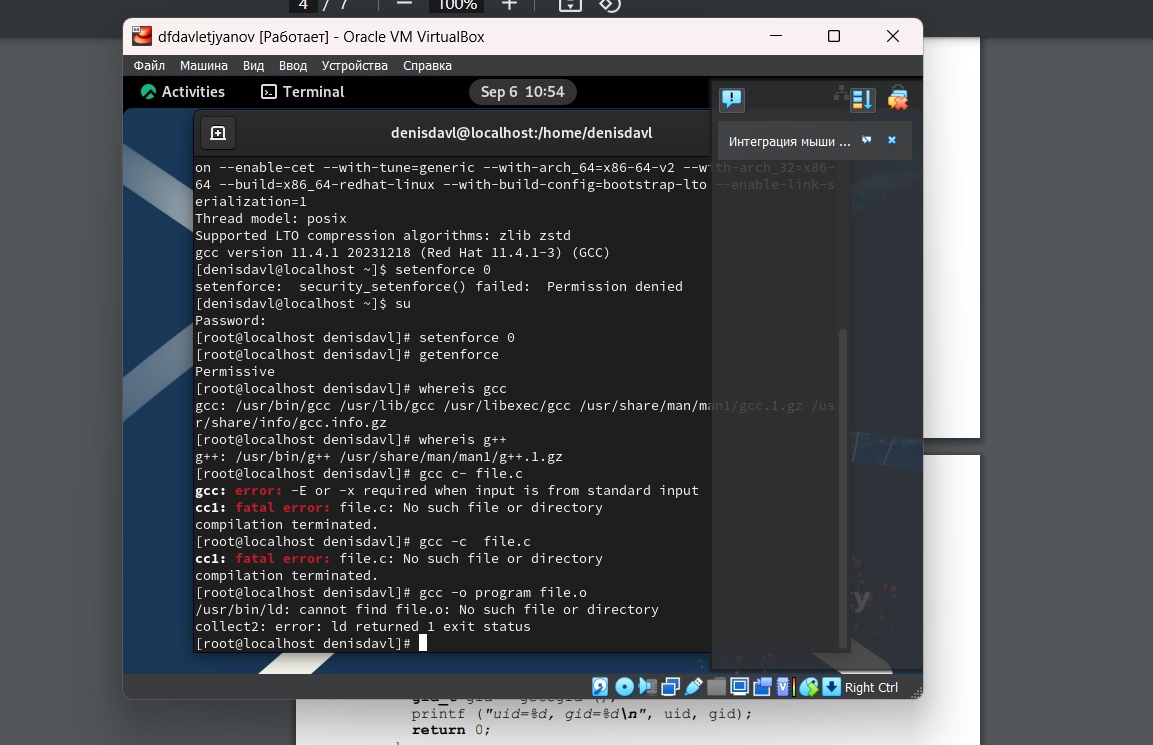 4 / 7 — 100% +
dfdavletjyanov [Работает] - Oracle VM VirtualBox
Файл Машина Вид Ввод Устройства Справка
Activities Terminal Sep 6 10:54
denisdavl@localhost:/home/denisdavl
Интеграция мыши ...
on --enable-cet --with-tune=generic --with-arch_64=x86-64-v2 --with-arch_32=x86-
64 --build=x86_64-redhat-linux --with-build-config=bootstrap-lto --enable-link-s
erialization=1
Thread model: posix
Supported LTO compression algorithms: zlib zstd
gcc version 11.4.1 20231218 (Red Hat 11.4.1-3) (GCC)
[denisdavl@localhost ~]$ setenforce 0
setenforce:  security_setenforce() failed:  Permission denied
[denisdavl@localhost ~]$ su
Password:
[root@localhost denisdavl]# setenforce 0
[root@localhost denisdavl]# getenforce
Permissive
[root@localhost denisdavl]# whereis gcc
gcc: /usr/bin/gcc /usr/lib/gcc /usr/libexec/gcc /usr/share/man/man1/gcc.1.gz /us
r/share/info/gcc.info.gz
[root@localhost denisdavl]# whereis g++
g++: /usr/bin/g++ /usr/share/man/man1/g++.1.gz
[root@localhost denisdavl]# gcc c- file.c
gcc: error: -E or -x required when input is from standard input
cc1: fatal error: file.c: No such file or directory
compilation terminated.
[root@localhost denisdavl]# gcc -c  file.c
cc1: fatal error: file.c: No such file or directory
compilation terminated.
[root@localhost denisdavl]# gcc -o program file.o
/usr/bin/ld: cannot find file.o: No such file or directory
collect2: error: ld returned 1 exit status
[root@localhost denisdavl]#
Right Ctrl
printf ("uid=%d, gid=%d\n", uid, gid);
return 0;